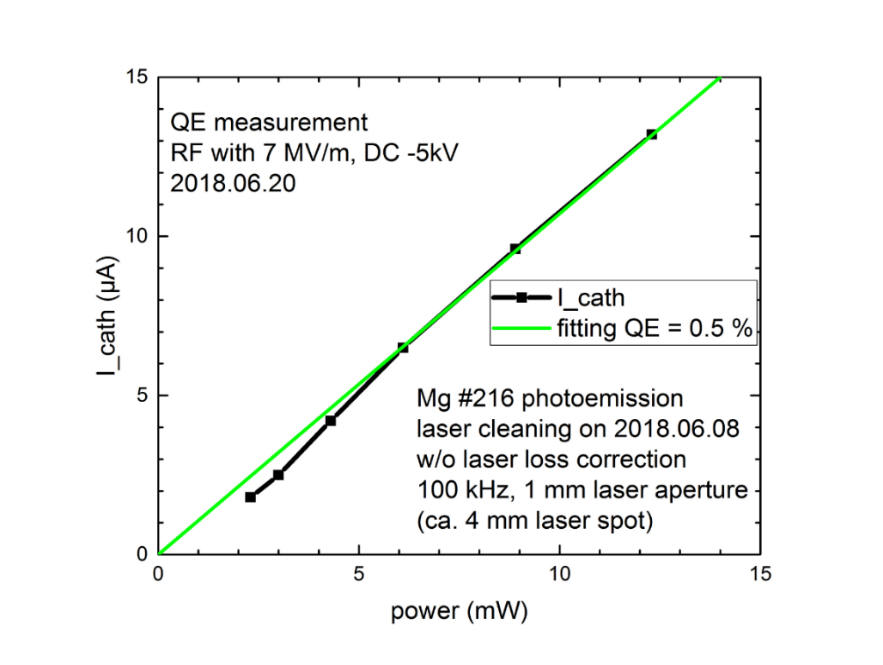 15
10
5
0
0
5
10
15
I_cath (µA)
power (mW)
QE measurement
RF with 7 MV/m, DC -5kV
2018.06.20
I_cath
fitting QE = 0.5 %
Mg #216 photoemission
laser cleaning on 2018.06.08
w/o laser loss correction
100 kHz, 1 mm laser aperture
(ca. 4 mm laser spot)